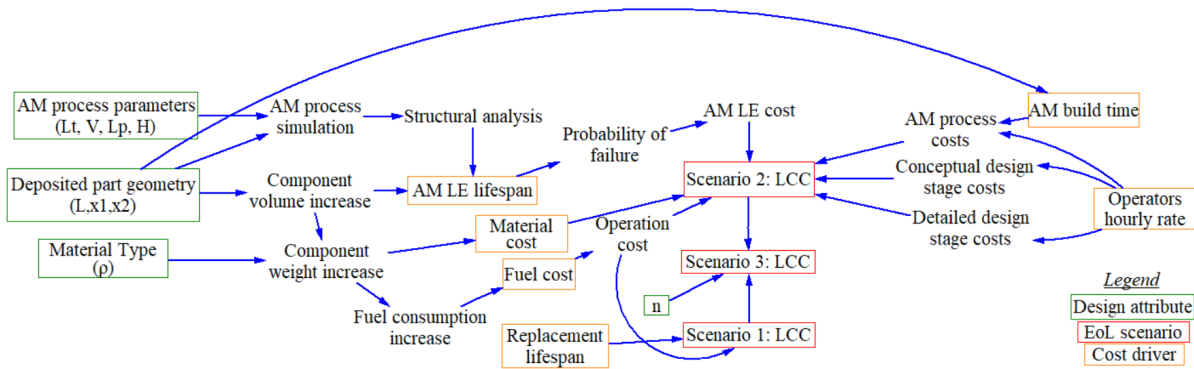 AM process parameters
(Lt, V, Lp, H)
AM process
simulation
Structural analysis
Probability of
failure
AM LE cost
AM process
costs
AM build time
Deposited part geometry
(L,x1,x2)
Component
volume increase
AM LE lifespan
Scenario 2: LCC
Conceptual design
stage costs
Operators
hourly rate
Material Type
(ρ)
Component
weight increase
Material
cost
Operation
cost
Detailed design
stage costs
Fuel cost
Scenario 3: LCC
Fuel consumption
increase
n
Replacement
lifespan
Scenario 1: LCC
Legend
Design attribute
EoL scenario
Cost driver